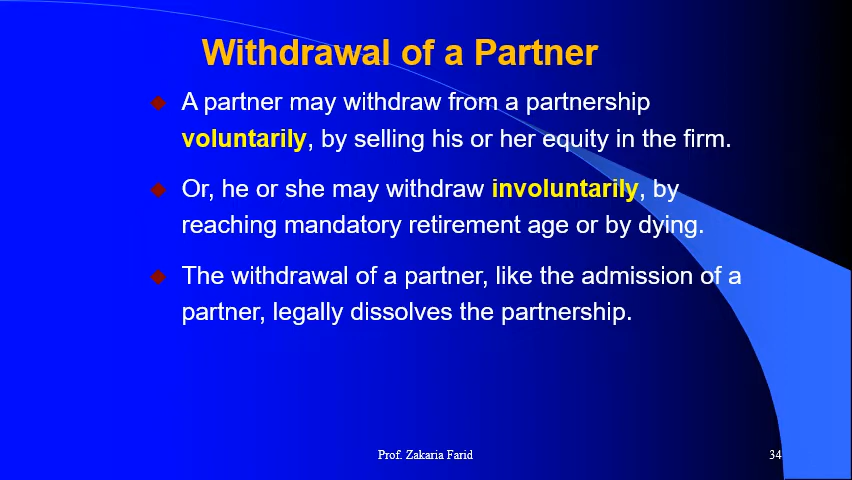 Withdrawal of a Partner
A partner may withdraw from a partnership
voluntarily, by selling his or her equity in the firm.
Or, he or she may withdraw involuntarily, by
reaching mandatory retirement age or by dying.
The withdrawal of a partner, like the admission of a
partner, legally dissolves the partnership.
Prof. Zakaria Farid
34